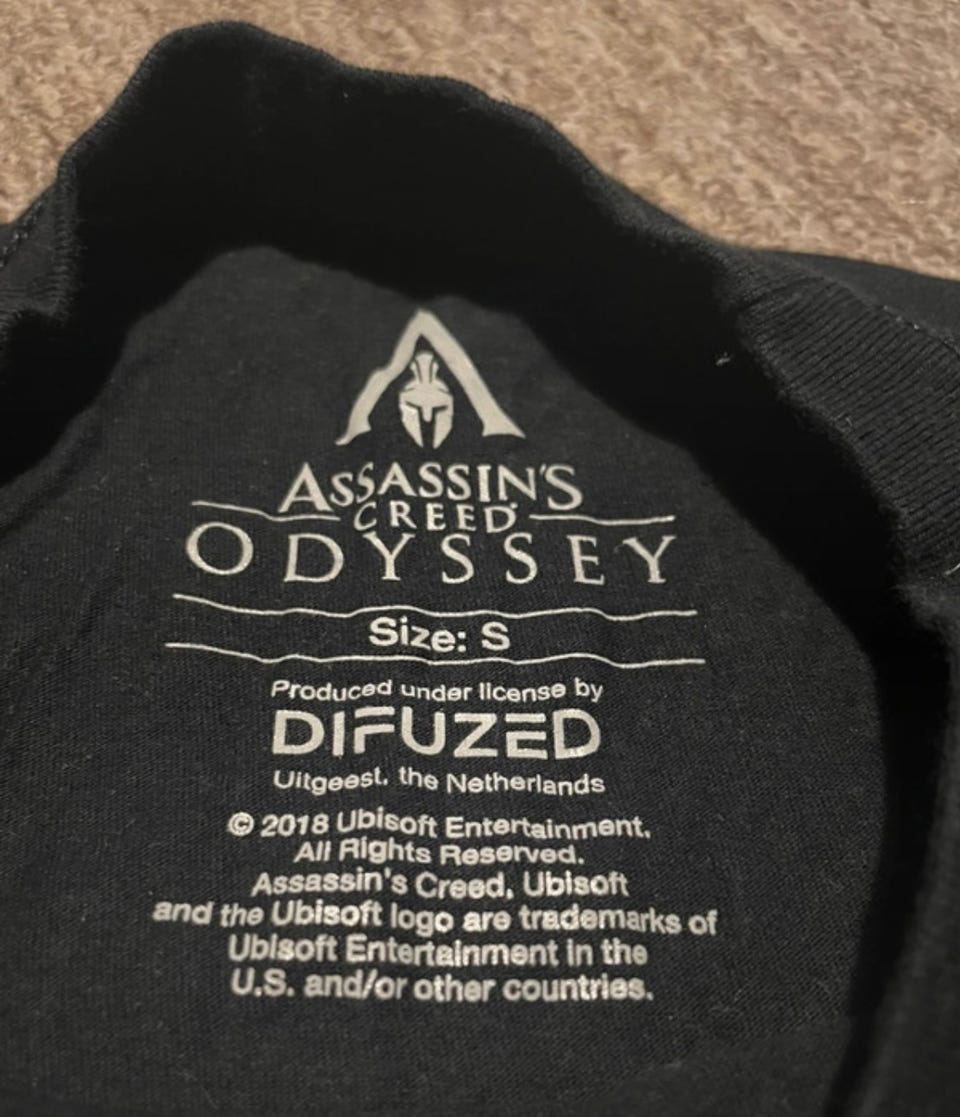 ASSASSIN'S
CREED
ODYSSEY
Size: S
Produced under license by
DIFUZED
Uitgeest, the Netherlands
© 2018 Ubisoft Entertainment.
All Rights Reserved.
Assassin's Creed, Ubisoft
and the Ubisoft logo are trademarks of
Ubisoft Entertainment in the
U.S. and/or other countries.